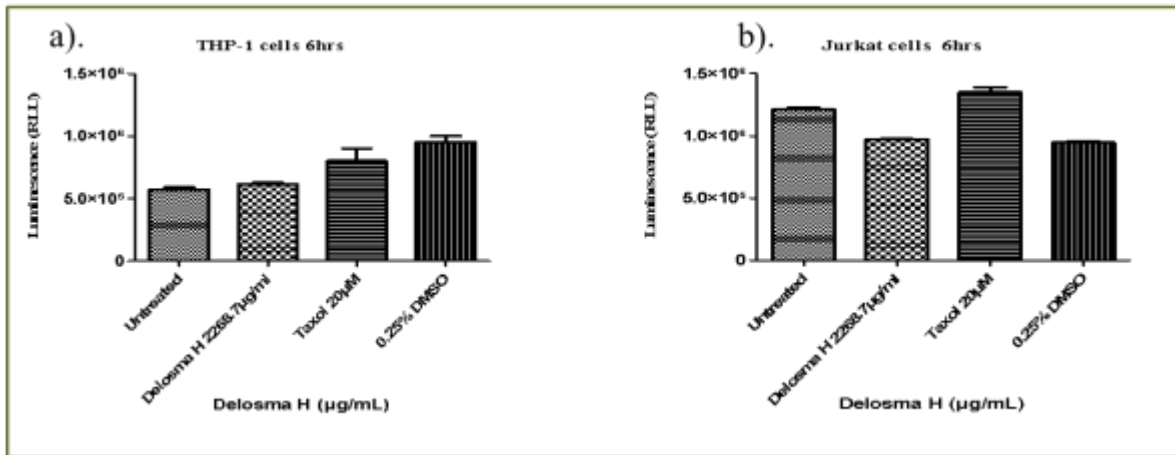 a).
THP-1 cells 6hrs
Luminescence (RLU)
1.5×10⁶
1.0×10⁶
5.0×10⁵
0
Untreated
Delosma H 2268.7µg/ml
Taxol 20µM
0.25% DMSO
Delosma H (µg/mL)
b).
Jurkat cells 6hrs
Luminescence (RLU)
1.5×10⁶
1.0×10⁶
5.0×10⁵
0
Untreated
Delosma H 2268.7µg/ml
Taxol 20µM
0.25% DMSO
Delosma H (µg/mL)